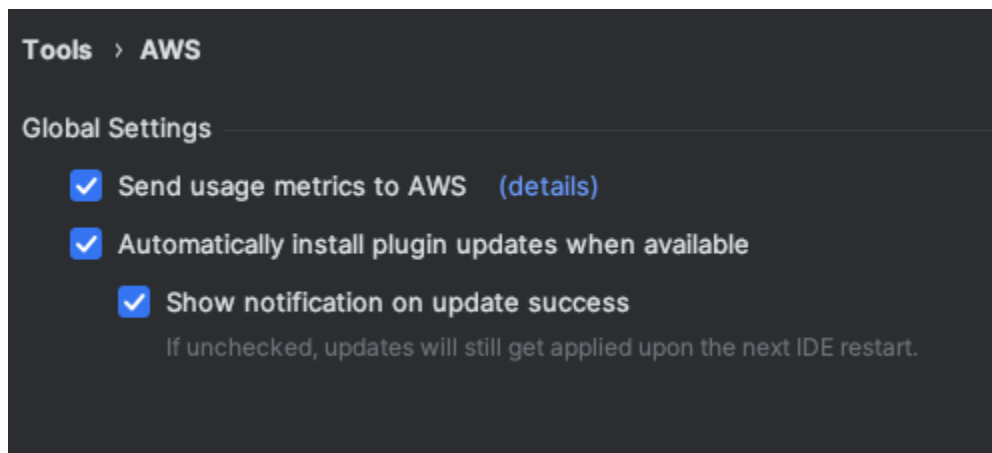 Tools › AWS
Global Settings
Send usage metrics to AWS (details)
Automatically install plugin updates when available
Show notification on update success
If unchecked, updates will still get applied upon the next IDE restart.